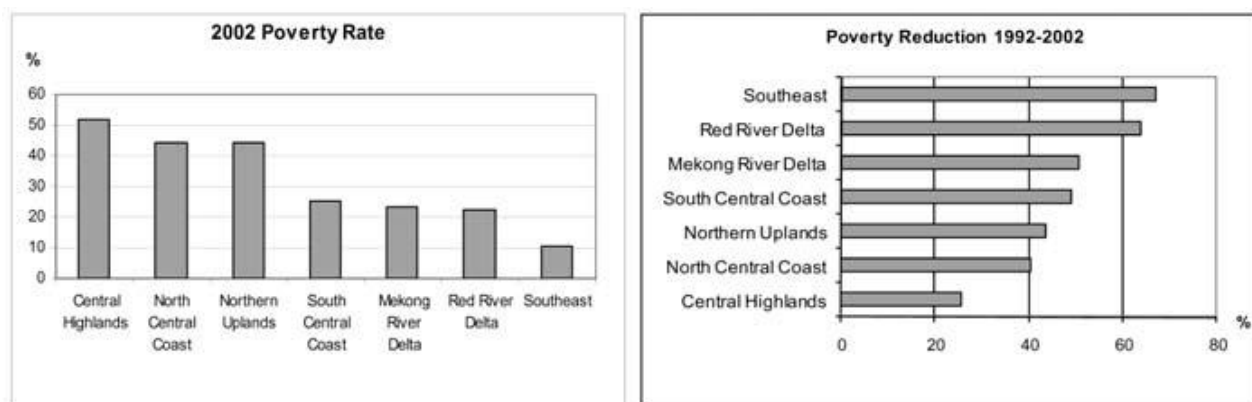 2002 Poverty Rate
%
60
50
40
30
20
10
0
Central Highlands
North Central Coast
Northern Uplands
South Central Coast
Mekong River Delta
Red River Delta
Southeast
Poverty Reduction 1992-2002
Southeast
Red River Delta
Mekong River Delta
South Central Coast
Northern Uplands
North Central Coast
Central Highlands
0 20 40 60 80
%